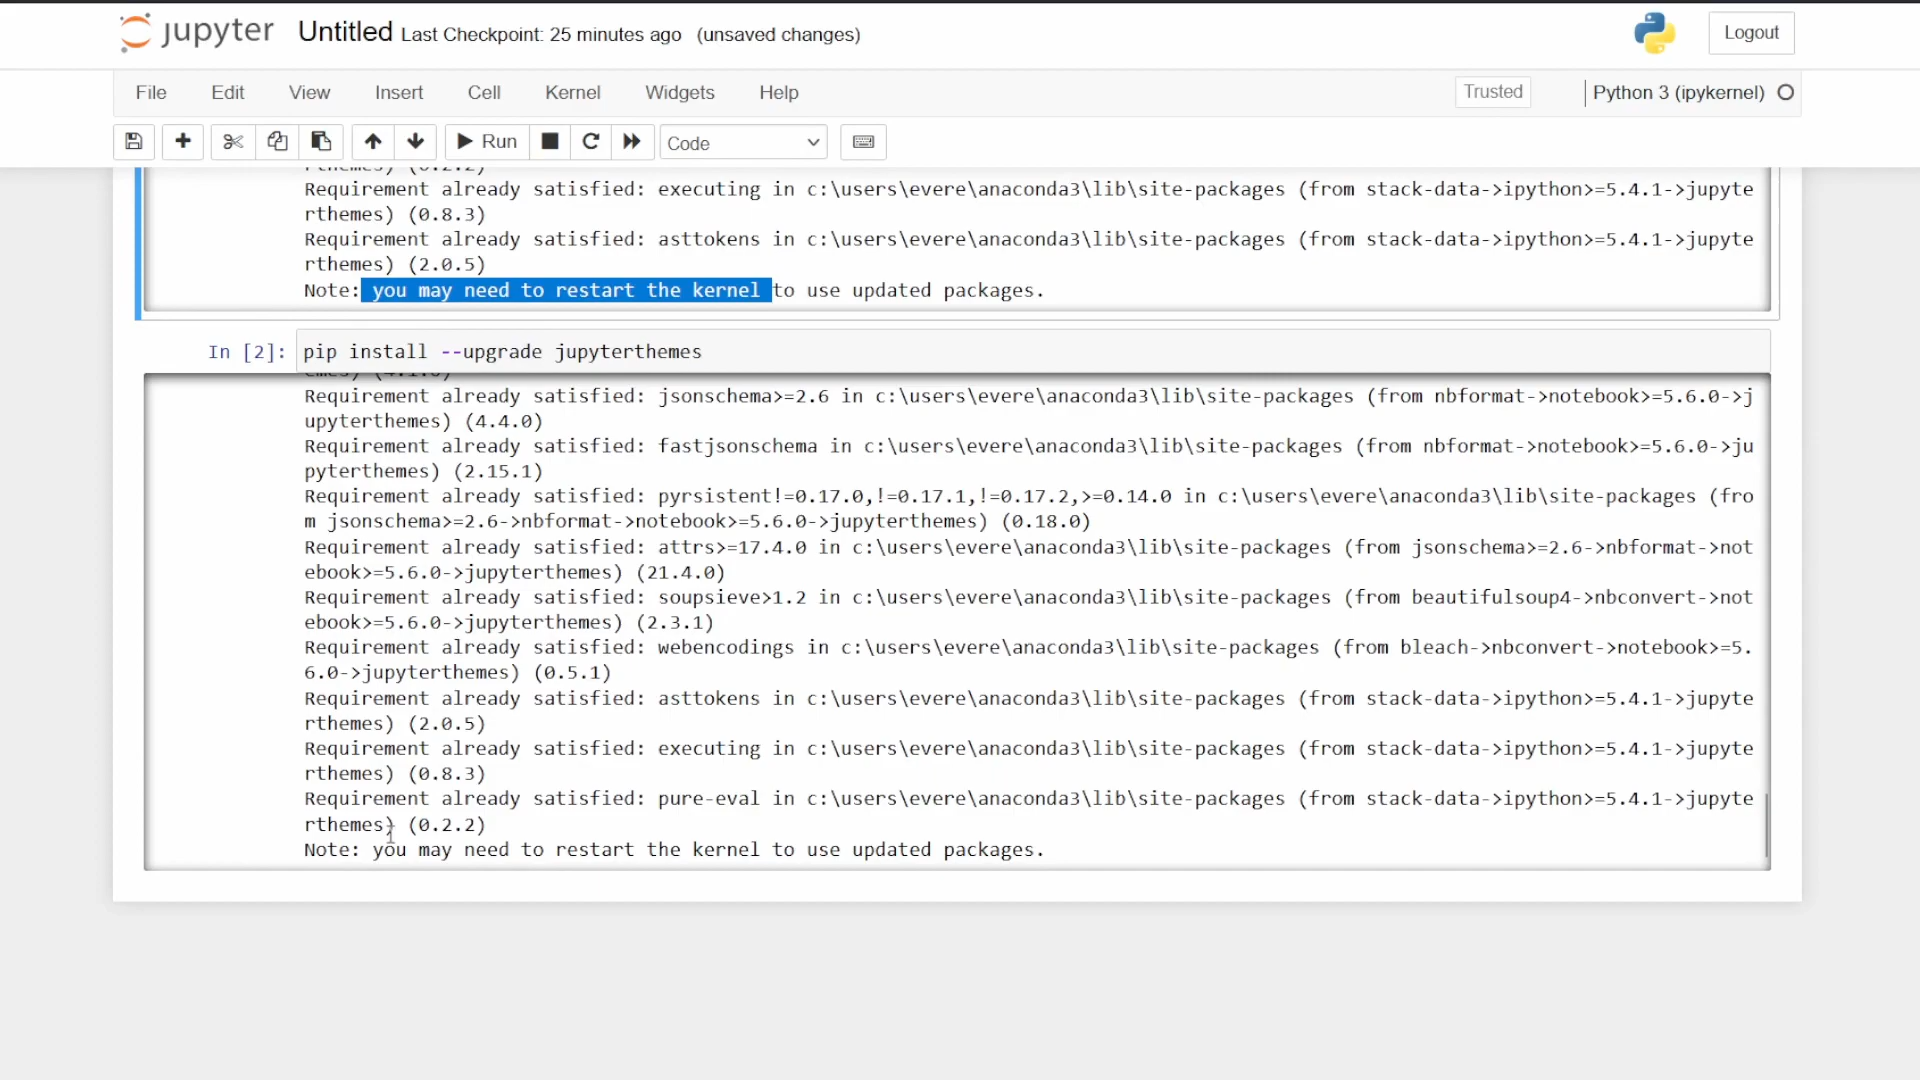 jupyter Untitled Last Checkpoint: 25 minutes ago (unsaved changes)
Logout
File Edit View Insert Cell Kernel Widgets Help
Trusted
Python 3 (ipykernel)
Run
Code
Requirement already satisfied: executing in c:\users\evere\anaconda3\lib\site-packages (from stack-data->ipython>=5.4.1->jupyte
rthemes) (0.8.3)
Requirement already satisfied: asttokens in c:\users\evere\anaconda3\lib\site-packages (from stack-data->ipython>=5.4.1->jupyte
rthemes) (2.0.5)
Note: you may need to restart the kernel to use updated packages.
In [2]: pip install --upgrade jupyterthemes
Requirement already satisfied: jsonschema>=2.6 in c:\users\evere\anaconda3\lib\site-packages (from nbformat->notebook>=5.6.0->j
upyterthemes) (4.4.0)
Requirement already satisfied: fastjsonschema in c:\users\evere\anaconda3\lib\site-packages (from nbformat->notebook>=5.6.0->ju
pyterthemes) (2.15.1)
Requirement already satisfied: pyrsistent!=0.17.0,!=0.17.1,!=0.17.2,>=0.14.0 in c:\users\evere\anaconda3\lib\site-packages (fro
m jsonschema>=2.6->nbformat->notebook>=5.6.0->jupyterthemes) (0.18.0)
Requirement already satisfied: attrs>=17.4.0 in c:\users\evere\anaconda3\lib\site-packages (from jsonschema>=2.6->nbformat->not
ebook>=5.6.0->jupyterthemes) (21.4.0)
Requirement already satisfied: soupsieve>1.2 in c:\users\evere\anaconda3\lib\site-packages (from beautifulsoup4->nbconvert->not
ebook>=5.6.0->jupyterthemes) (2.3.1)
Requirement already satisfied: webencodings in c:\users\evere\anaconda3\lib\site-packages (from bleach->nbconvert->notebook>=5.
6.0->jupyterthemes) (0.5.1)
Requirement already satisfied: asttokens in c:\users\evere\anaconda3\lib\site-packages (from stack-data->ipython>=5.4.1->jupyte
rthemes) (2.0.5)
Requirement already satisfied: executing in c:\users\evere\anaconda3\lib\site-packages (from stack-data->ipython>=5.4.1->jupyte
rthemes) (0.8.3)
Requirement already satisfied: pure-eval in c:\users\evere\anaconda3\lib\site-packages (from stack-data->ipython>=5.4.1->jupyte
rthemes) (0.2.2)
Note: you may need to restart the kernel to use updated packages.